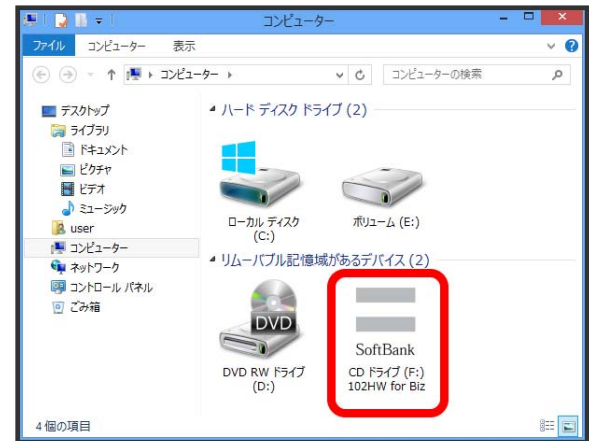 コンピューター
ファイル コンピューター 表示
コンピューター
コンピューターの検索
デスクトップ
ライブラリ
ドキュメント
ピクチャ
ビデオ
ミュージック
user
コンピューター
ネットワーク
コントロール パネル
ごみ箱
ハード ディスク ドライブ (2)
ローカル ディスク
(C:)
ボリューム (E:)
リムーバブル記憶域があるデバイス (2)
DVD
DVD RW ドライブ
(D:)
SoftBank
CD ドライブ (F:)
102HW for Biz
4 個の項目